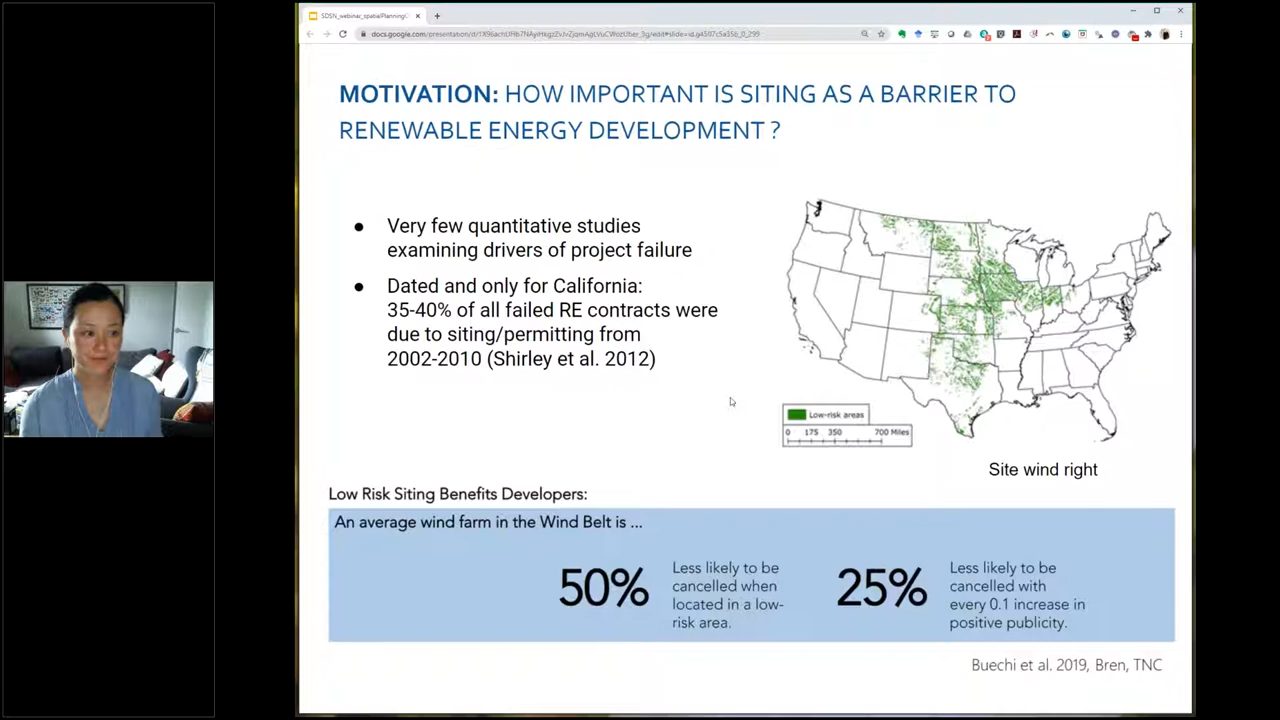 SDSN_webinar_spatialPlanning
MOTIVATION: HOW IMPORTANT IS SITING AS A BARRIER TO
RENEWABLE ENERGY DEVELOPMENT ?
● Very few quantitative studies
examining drivers of project failure
● Dated and only for California:
35-40% of all failed RE contracts were
due to siting/permitting from
2002-2010 (Shirley et al. 2012)
Low-risk areas
0 175 350 700 Miles
Site wind right
Low Risk Siting Benefits Developers:
An average wind farm in the Wind Belt is ...
50%
Less likely to be
cancelled when
located in a low-
risk area.
25%
Less likely to be
cancelled with
every 0.1 increase in
positive publicity.
Buechi et al. 2019, Bren, TNC